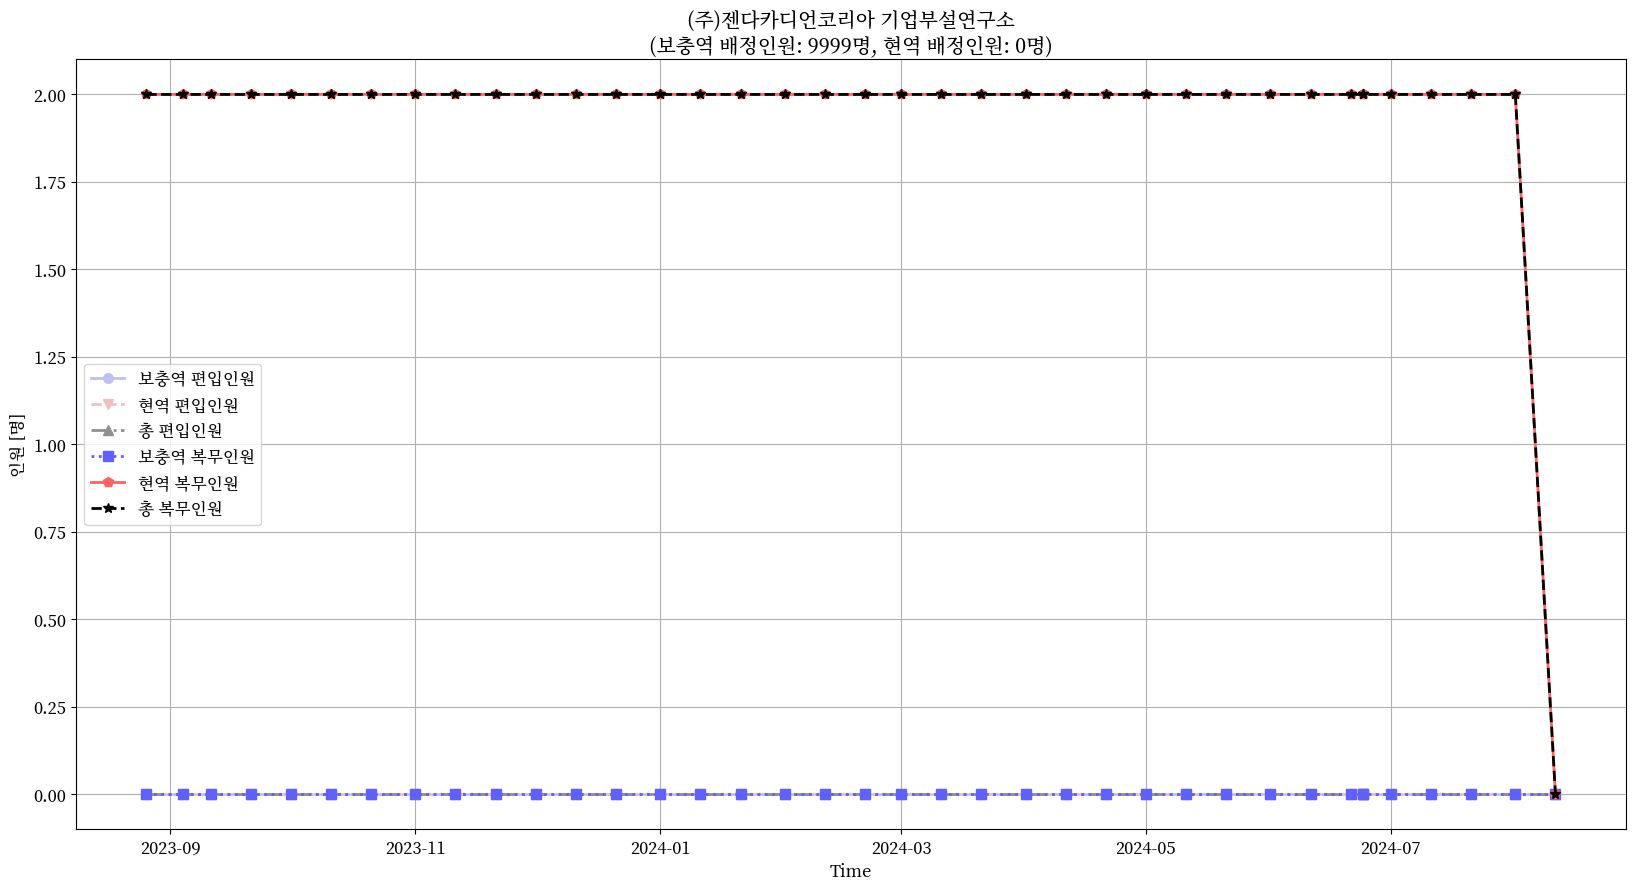 (주)젠다카디언코리아 기업부설연구소
(보충역 배정인원: 9999명, 현역 배정인원: 0명)
2.00
1.75
1.50
1.25
1.00
0.75
0.50
0.25
0.00
인원 [명]
보충역 편입인원
현역 편입인원
총 편입인원
보충역 복무인원
현역 복무인원
총 복무인원
2023-09 2023-11 2024-01 2024-03 2024-05 2024-07
Time